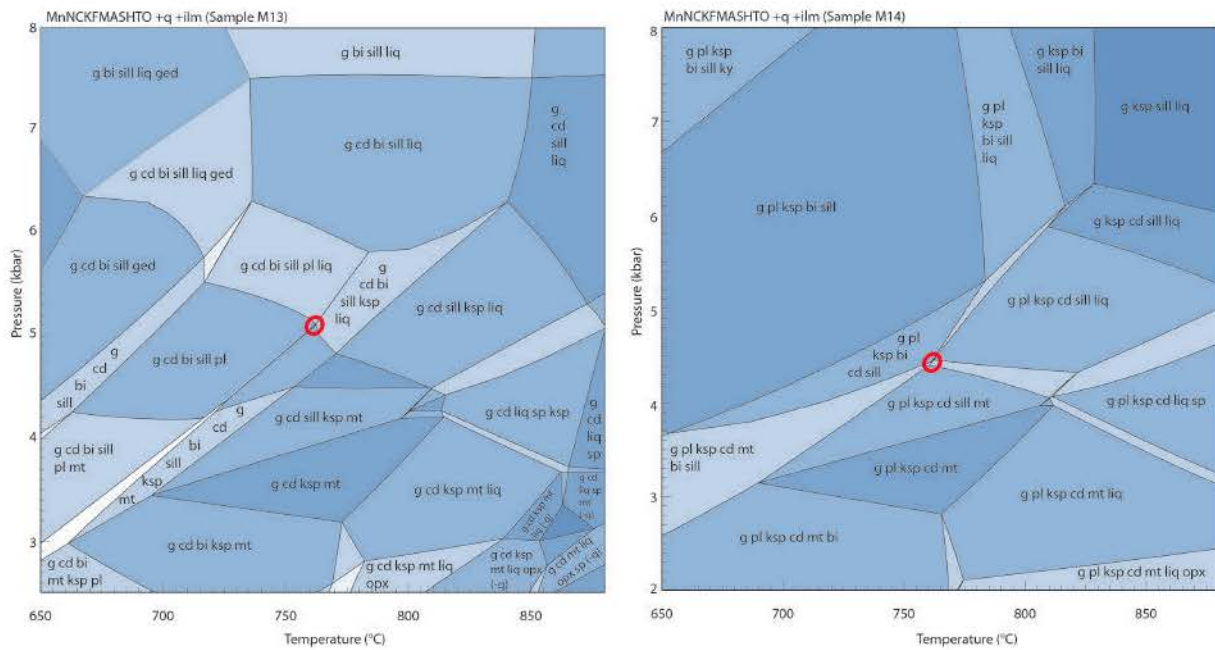 MnNCKFMASHTO +q +ilm (Sample M13)
8
7
6
5
4
3
Pressure (kbar)
650
700
750
800
850
Temperature (°C)
g bi sill liq ged
g bi sill liq
g
cd
sill
liq
g cd bi sill liq
g cd bi sill liq ged
g cd bi sill ged
g cd bi sill pl liq
g
cd bi
sill ksp
liq
g cd sill ksp liq
g cd bi sill pl
g
cd
bi
sill
g cd bi sill
pl mt
g
cd
bi
sill
ksp
mt
g cd sill ksp mt
g cd liq sp ksp
g
cd
liq
sp
g cd ksp mt
g cd ksp mt liq
g cd ksp mt
liq (-q)
g cd
liq sp
mt
(-q)
g cd bi ksp mt
g cd bi
mt ksp pl
g cd ksp mt liq
opx
g cd ksp
mt liq opx
(-q)
g cd mt liq
opx sp (-q)
MnNCKFMASHTO +q +ilm (Sample M14)
8
7
6
5
4
3
2
Pressure (kbar)
650
700
750
800
850
Temperature (°C)
g pl ksp
bi sill ky
g ksp bi
sill liq
g pl
ksp
bi sill
liq
g ksp sill liq
g pl ksp bi sill
g ksp cd sill liq
g pl ksp cd sill liq
g pl
ksp bi
cd sill
g pl ksp cd sill mt
g pl ksp cd liq sp
g pl ksp cd mt
bi sill
g pl ksp cd mt
g pl ksp cd mt liq
g pl ksp cd mt bi
g pl ksp cd mt liq opx